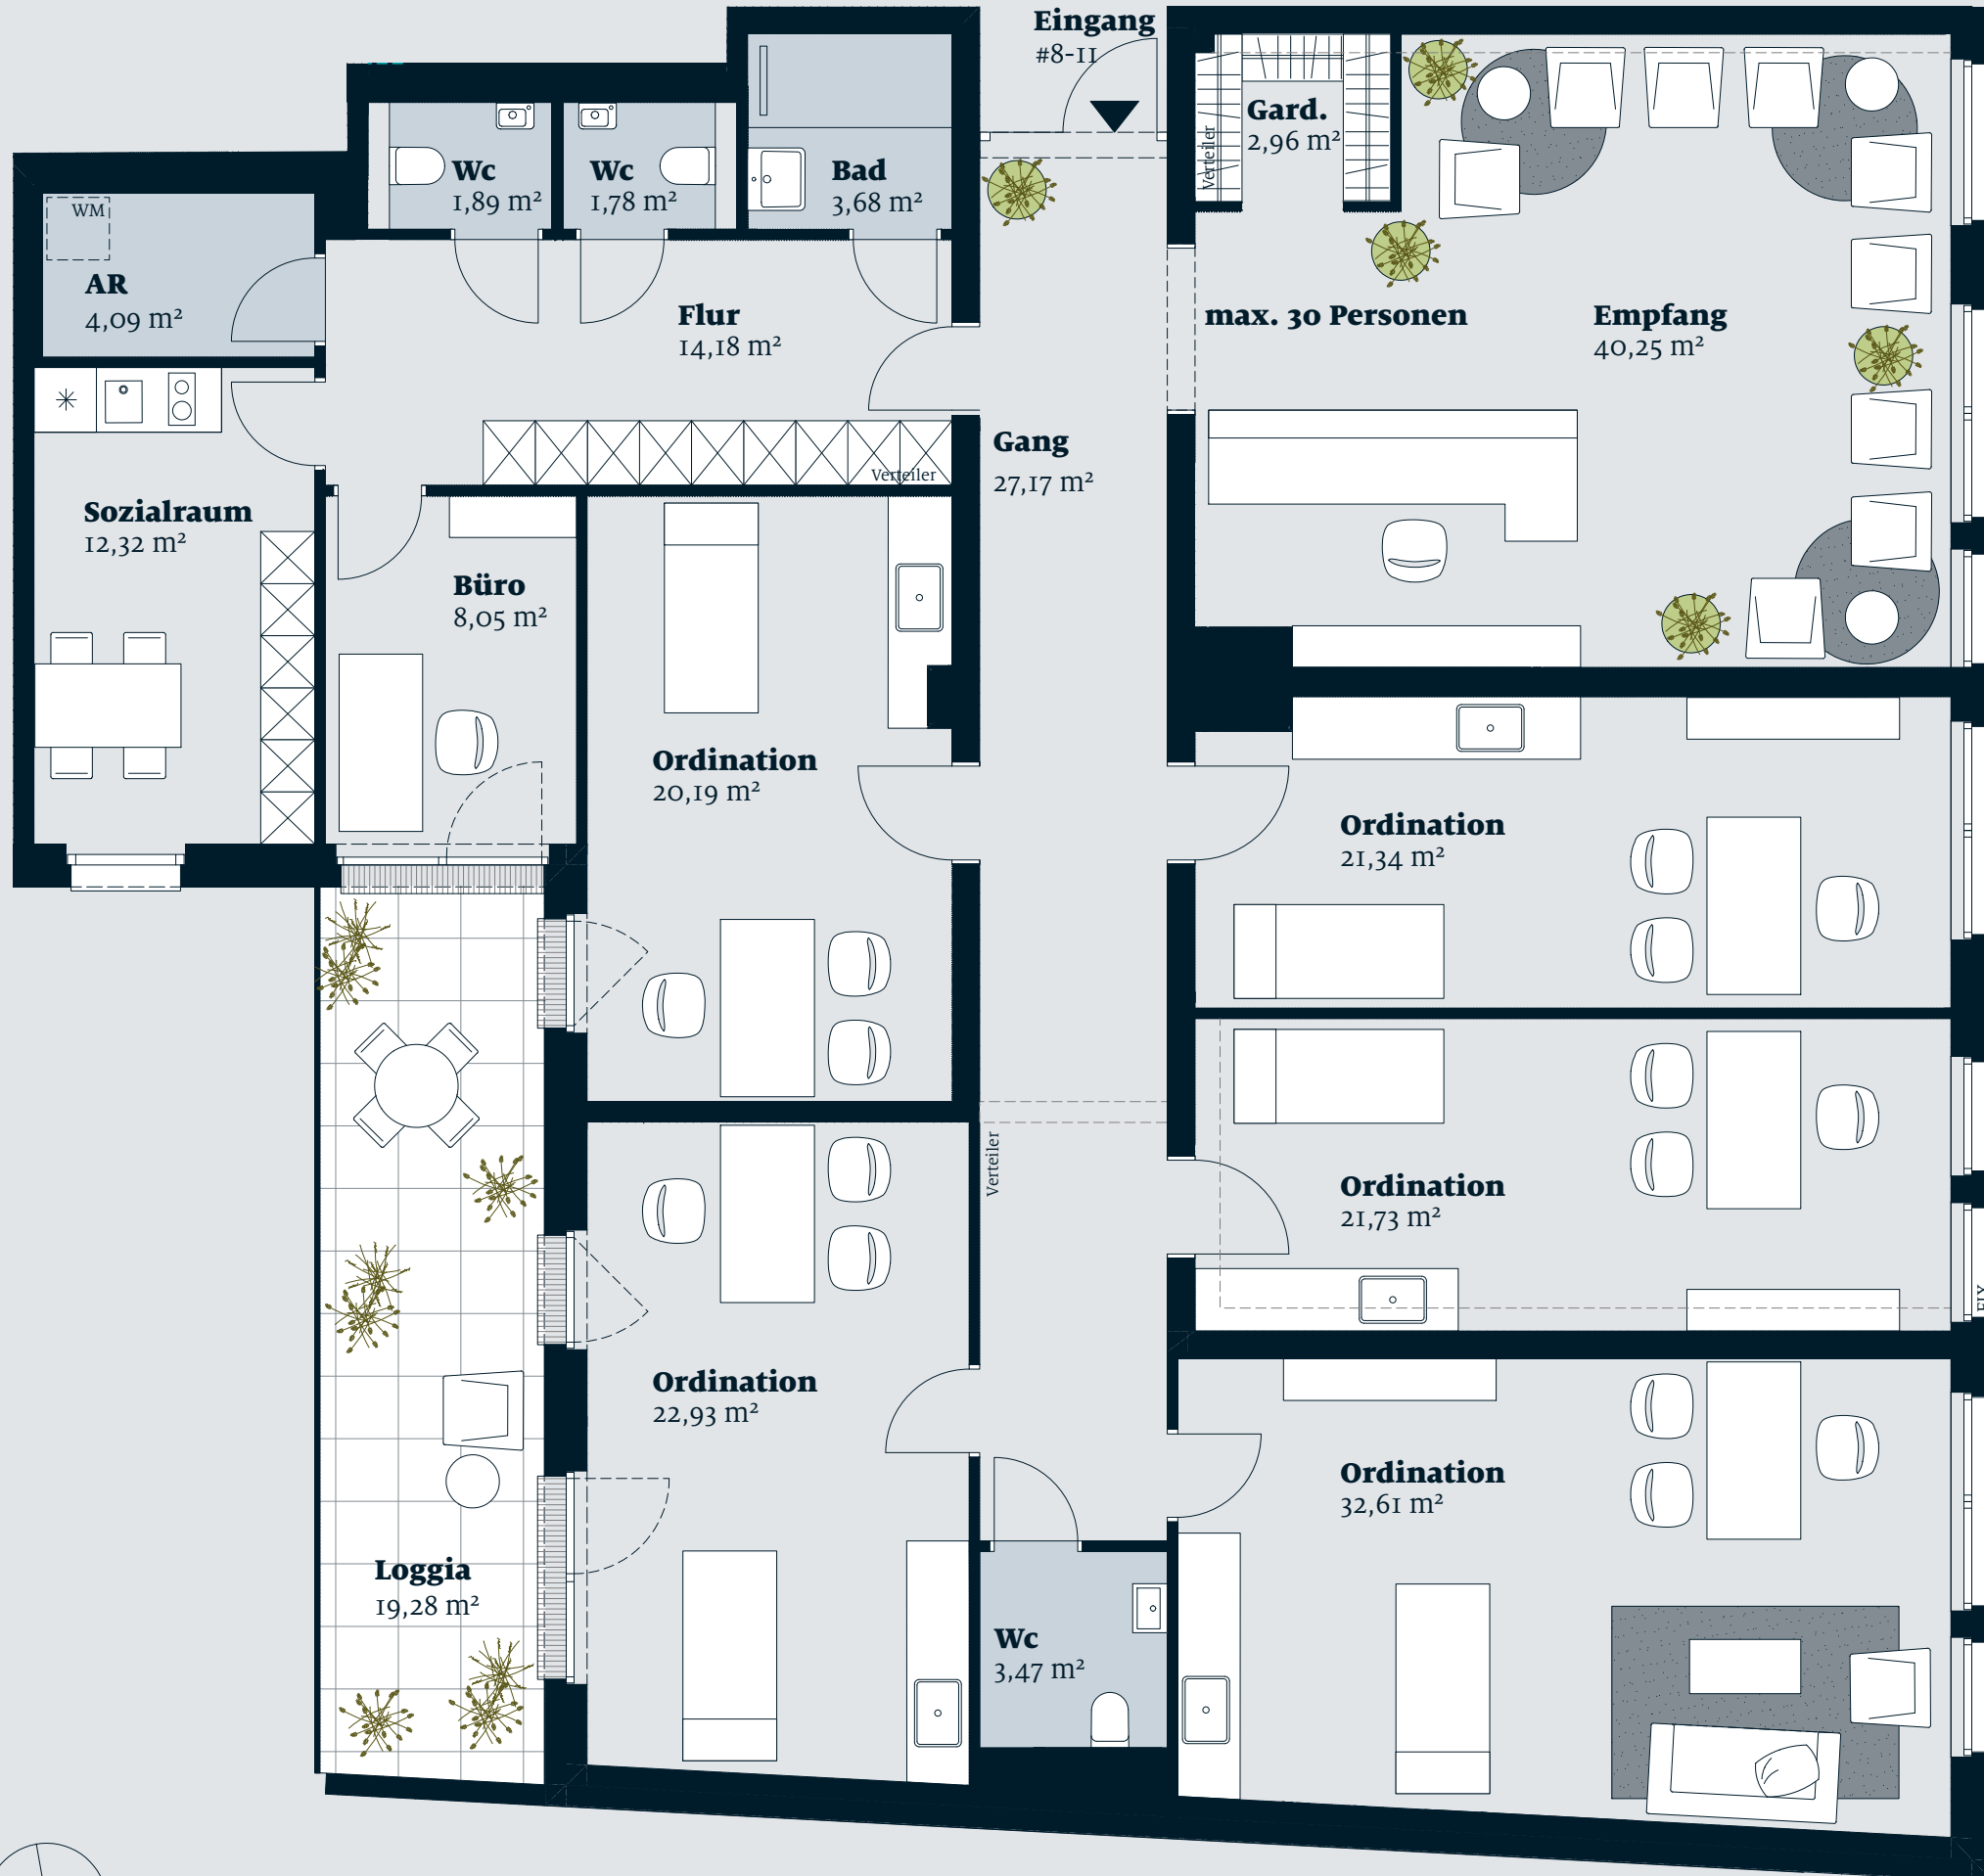 Eingang
#8-11
Gard.
2,96 m²
Verteiler
Wc
1,89 m²
Wc
1,78 m²
Bad
3,68 m²
WM
AR
4,09 m²
Flur
14,18 m²
max. 30 Personen
Empfang
40,25 m²
Gang
27,17 m²
Verteiler
Sozialraum
12,32 m²
Büro
8,05 m²
Ordination
20,19 m²
Ordination
21,34 m²
Verteiler
Ordination
21,73 m²
FIX
Ordination
22,93 m²
Ordination
32,61 m²
Loggia
19,28 m²
Wc
3,47 m²